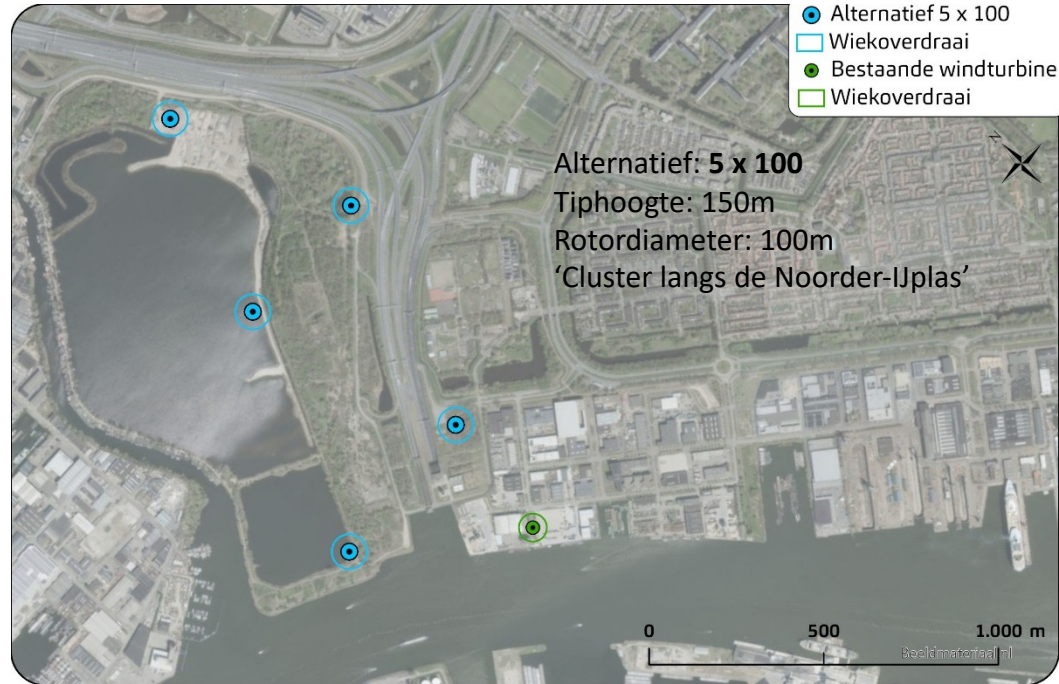 Alternatief 5 x 100
Wiekoverdraai
Bestaande windturbine
Wiekoverdraai
N
Alternatief: 5 x 100
Tiphoogte: 150m
Rotordiameter: 100m
‘Cluster langs de Noorder-IJplas’
0 500 1.000 m
Beeldmateriaal.nl